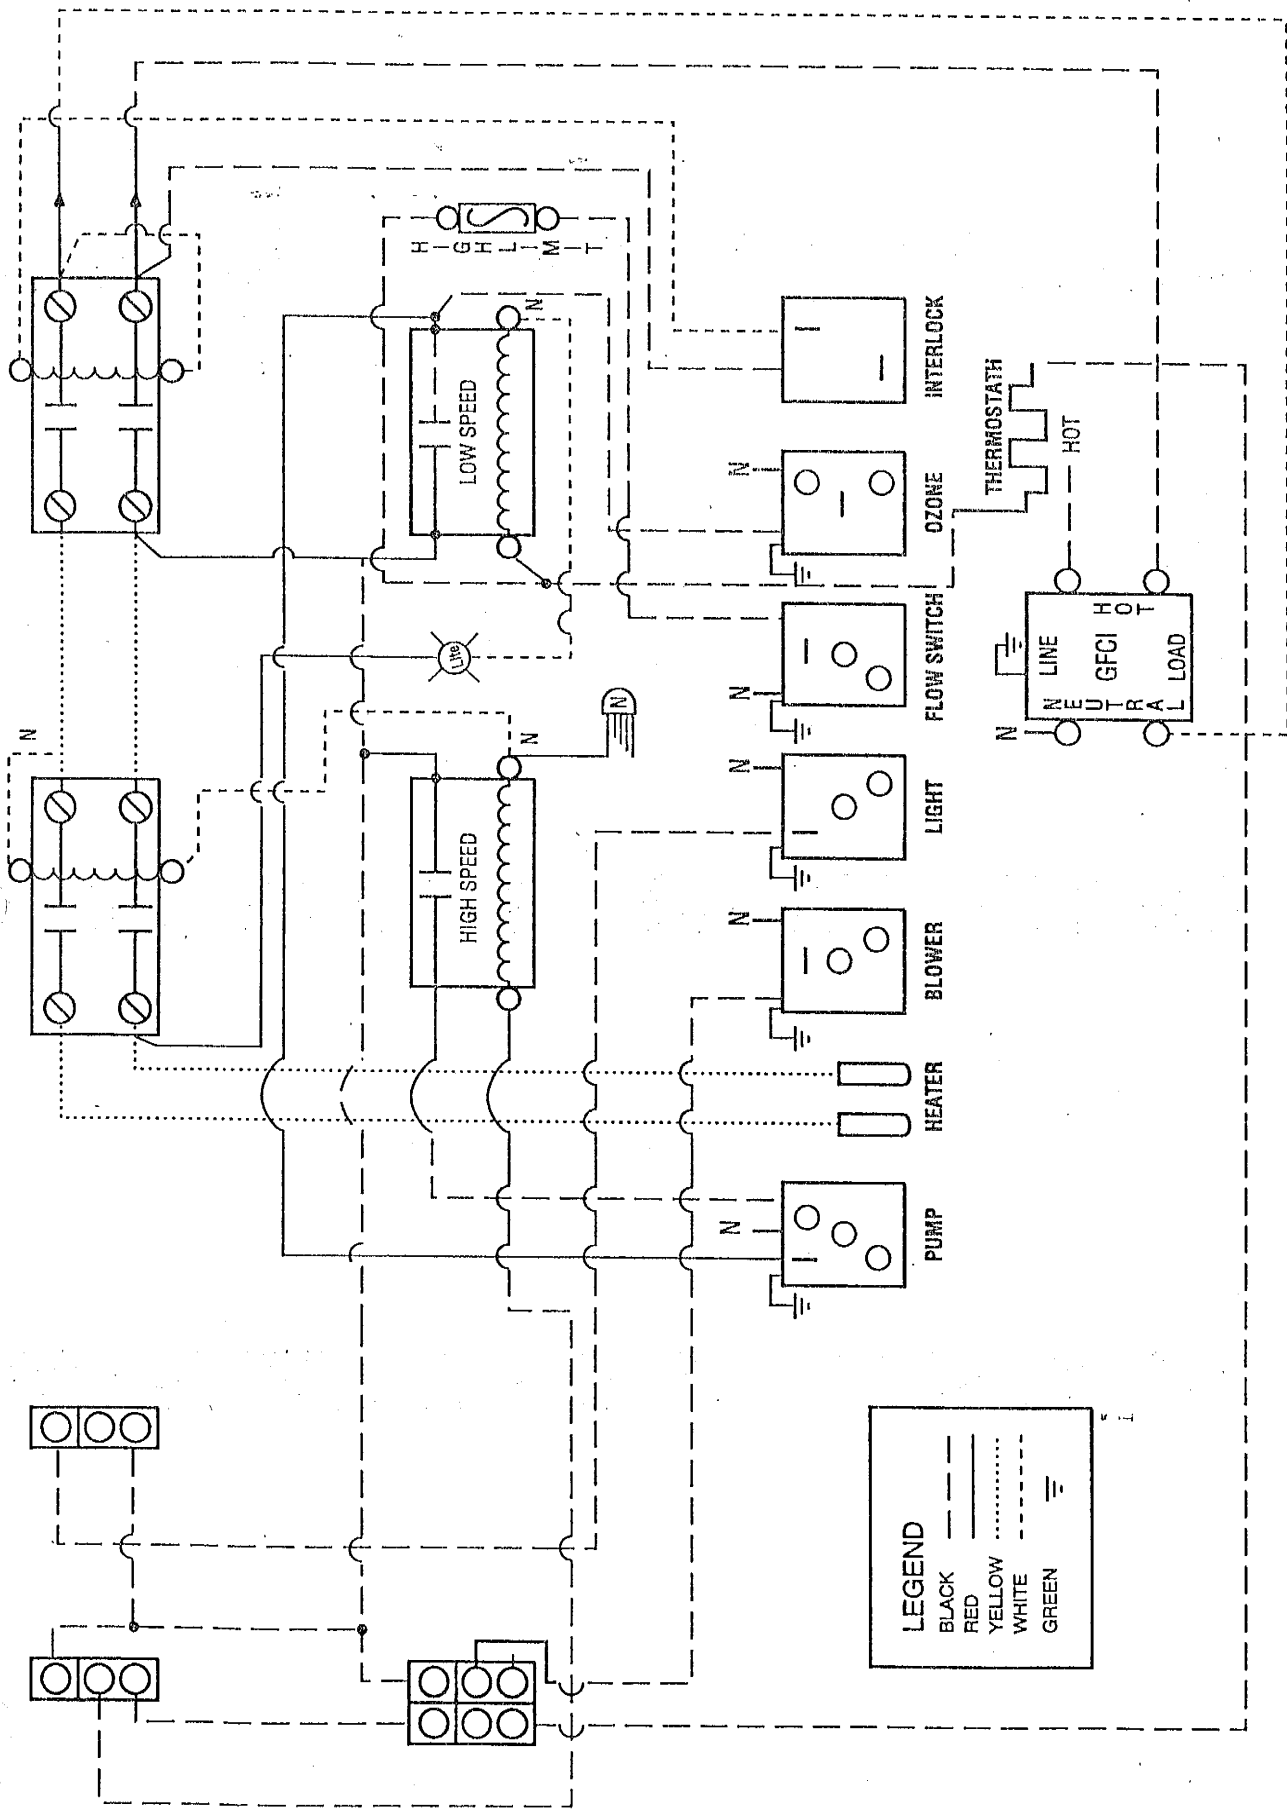 N
HIGH LIMIT
LOW SPEED
N
Lite
HIGH SPEED
N
N
INTERLOCK
N
OZONE
N
FLOW SWITCH
N
LIGHT
N
BLOWER
HEATER
N
PUMP
THERMOSTATH
HOT
LINE
HOT
GFCI
NEUTRAL
LOAD
N
LEGEND
BLACK
RED
YELLOW
WHITE
GREEN